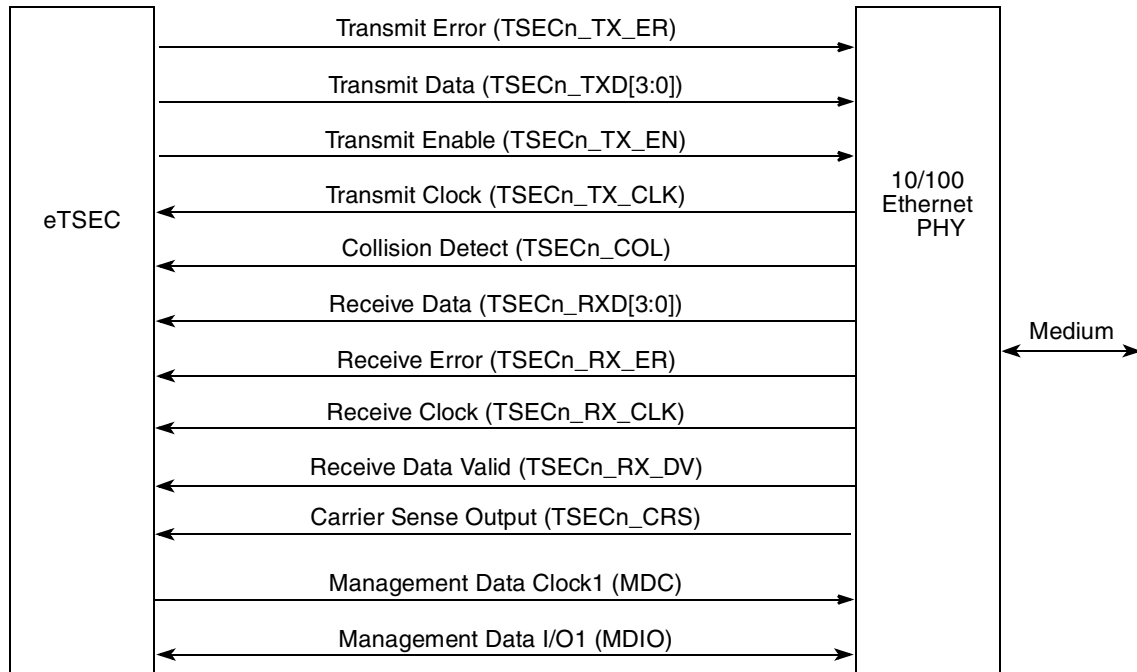 Transmit Error (TSECn_TX_ER)
Transmit Data (TSECn_TXD[3:0])
Transmit Enable (TSECn_TX_EN)
Transmit Clock (TSECn_TX_CLK)
Collision Detect (TSECn_COL)
Receive Data (TSECn_RXD[3:0])
Receive Error (TSECn_RX_ER)
Receive Clock (TSECn_RX_CLK)
Receive Data Valid (TSECn_RX_DV)
Carrier Sense Output (TSECn_CRS)
Management Data Clock1 (MDC)
Management Data I/O1 (MDIO)
eTSEC
10/100
Ethernet
PHY
Medium